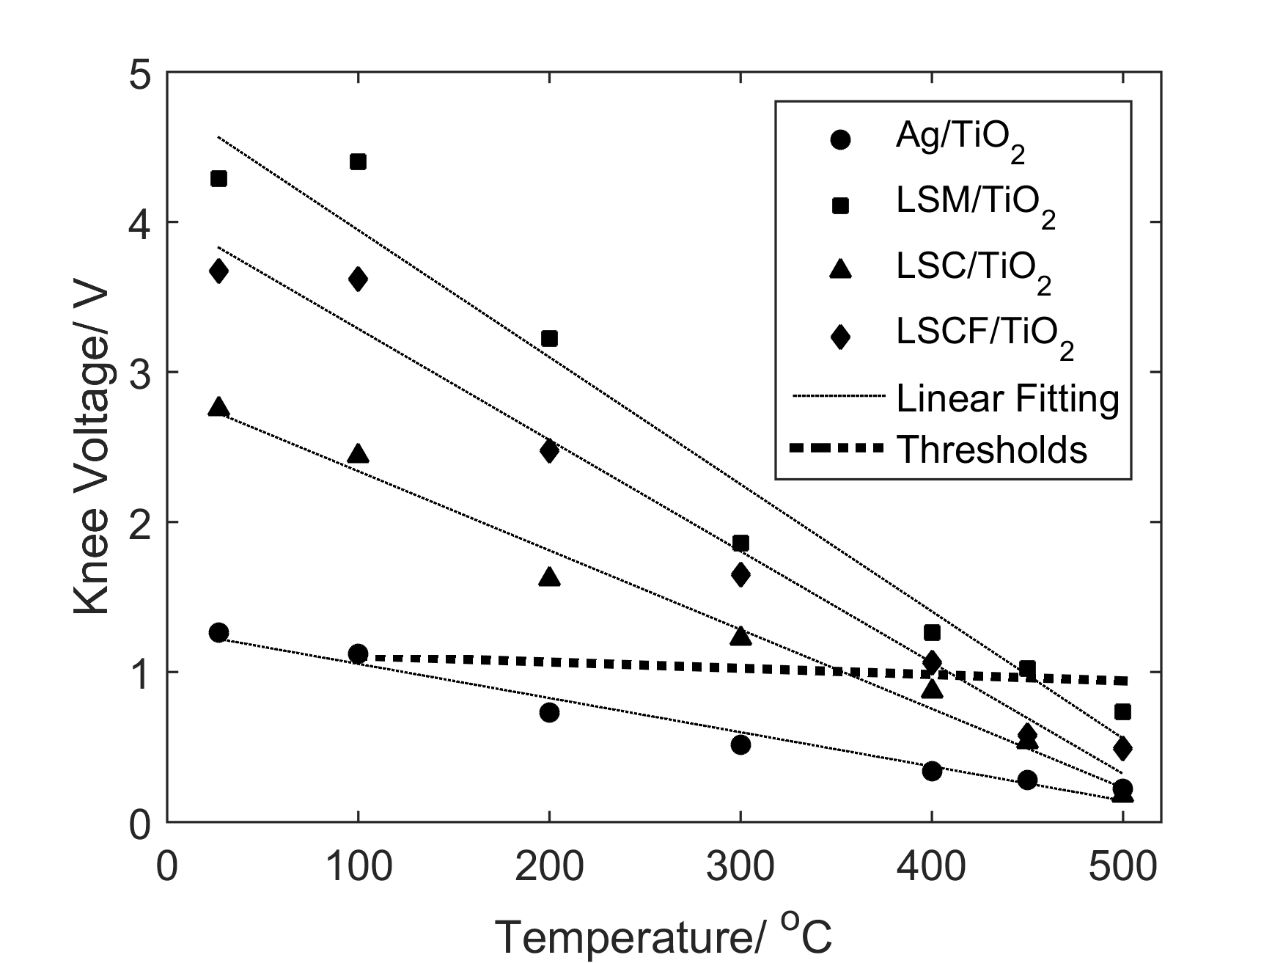 5
4
3
2
1
0
Knee Voltage/ V
Ag/TiO₂
LSM/TiO₂
LSC/TiO₂
LSCF/TiO₂
Linear Fitting
Thresholds
0 100 200 300 400 500
Temperature/ ᵒC